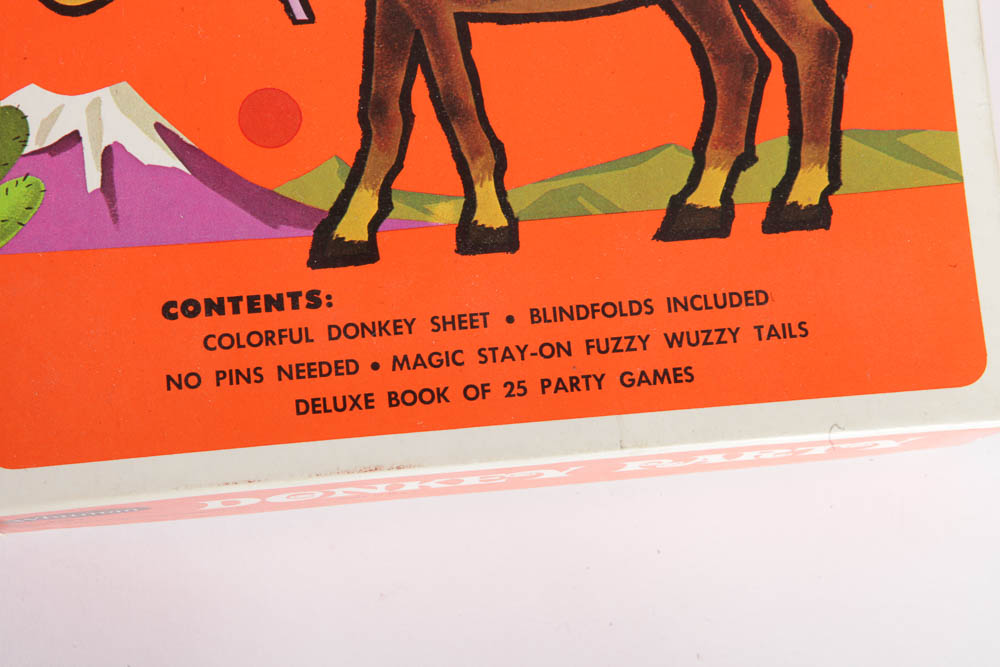 CONTENTS:
COLORFUL DONKEY SHEET • BLINDFOLDS INCLUDED
NO PINS NEEDED • MAGIC STAY-ON FUZZY WUZZY TAILS
DELUXE BOOK OF 25 PARTY GAMES
DONKEY PARTY